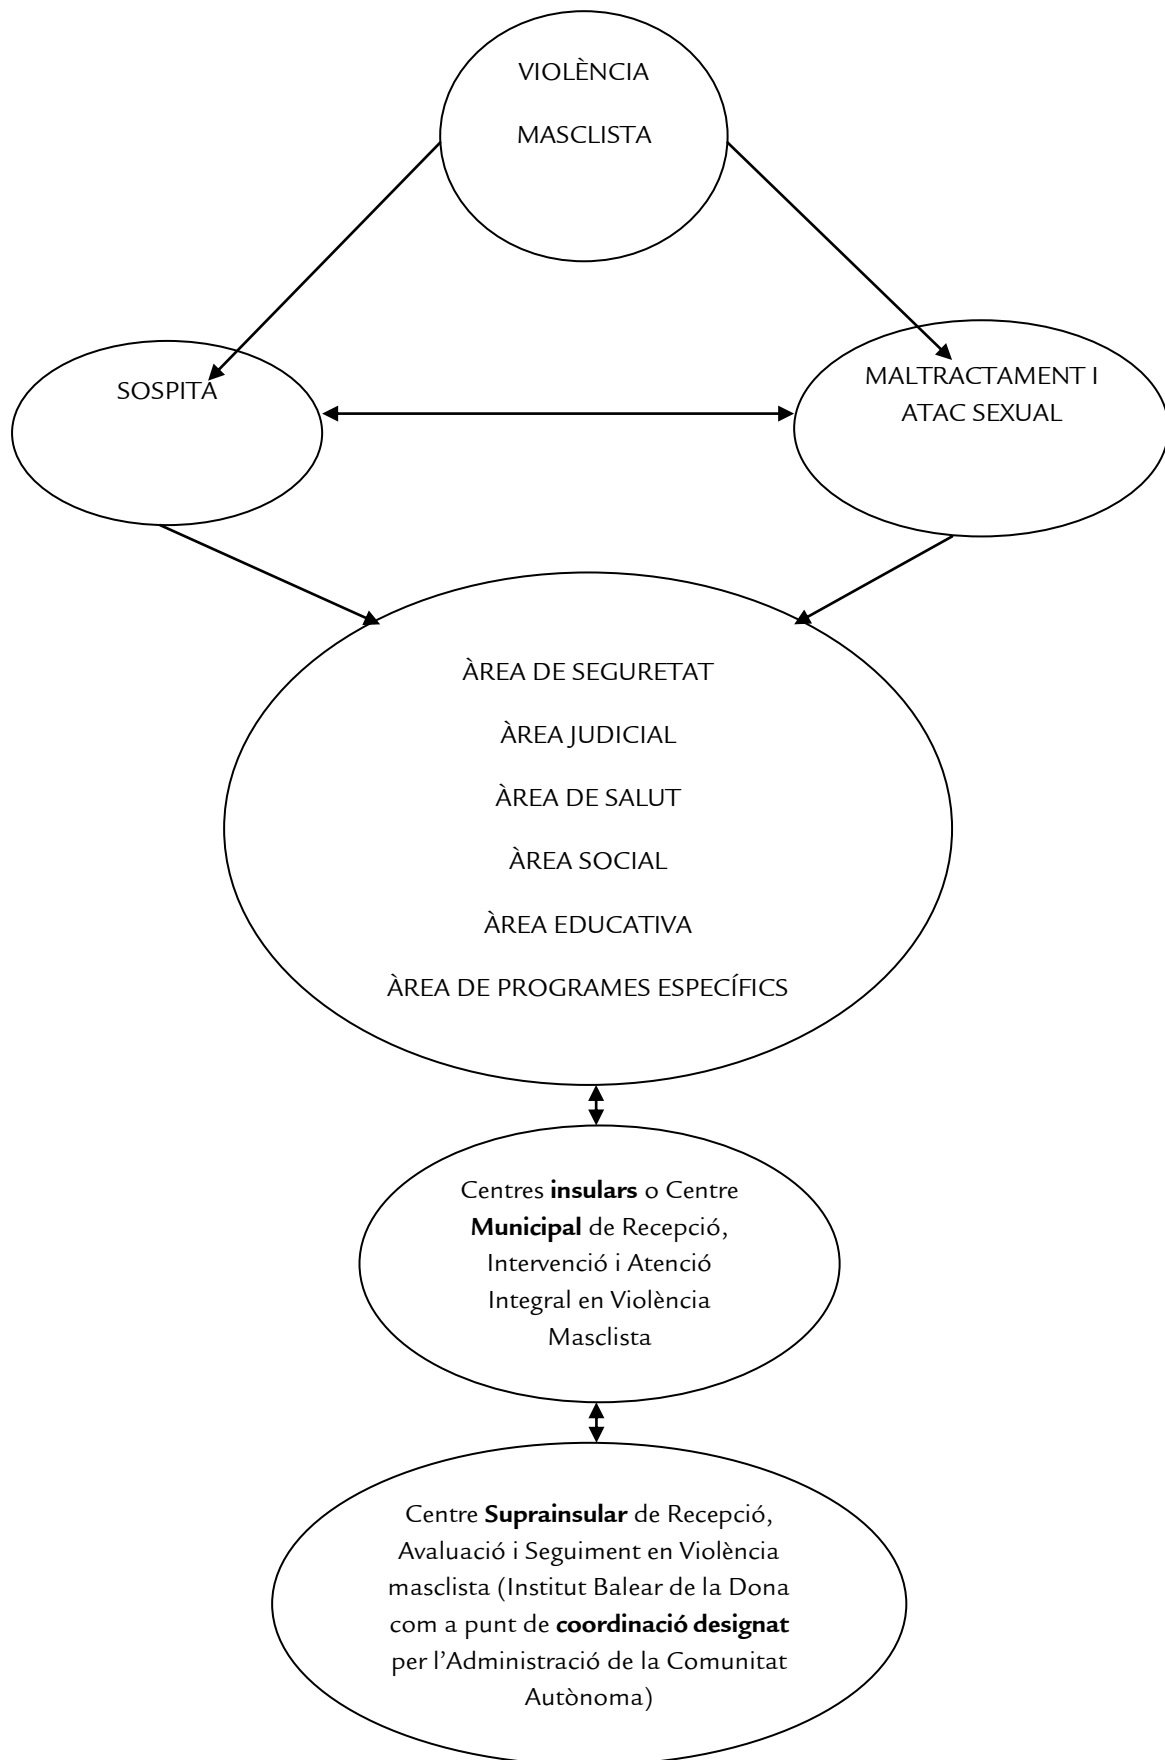 VIOLÈNCIA
MASCLISTA
SOSPITA
MALTRACTAMENT I
ATAC SEXUAL
ÀREA DE SEGURETAT
ÀREA JUDICIAL
ÀREA DE SALUT
ÀREA SOCIAL
ÀREA EDUCATIVA
ÀREA DE PROGRAMES ESPECÍFICS
Centres insulars o Centre
Municipal de Recepció,
Intervenció i Atenció
Integral en Violència
Masclista
Centre Suprainsular de Recepció,
Avaluació i Seguiment en Violència
masclista (Institut Balear de la Dona
com a punt de coordinació designat
per l'Administració de la Comunitat
Autònoma)